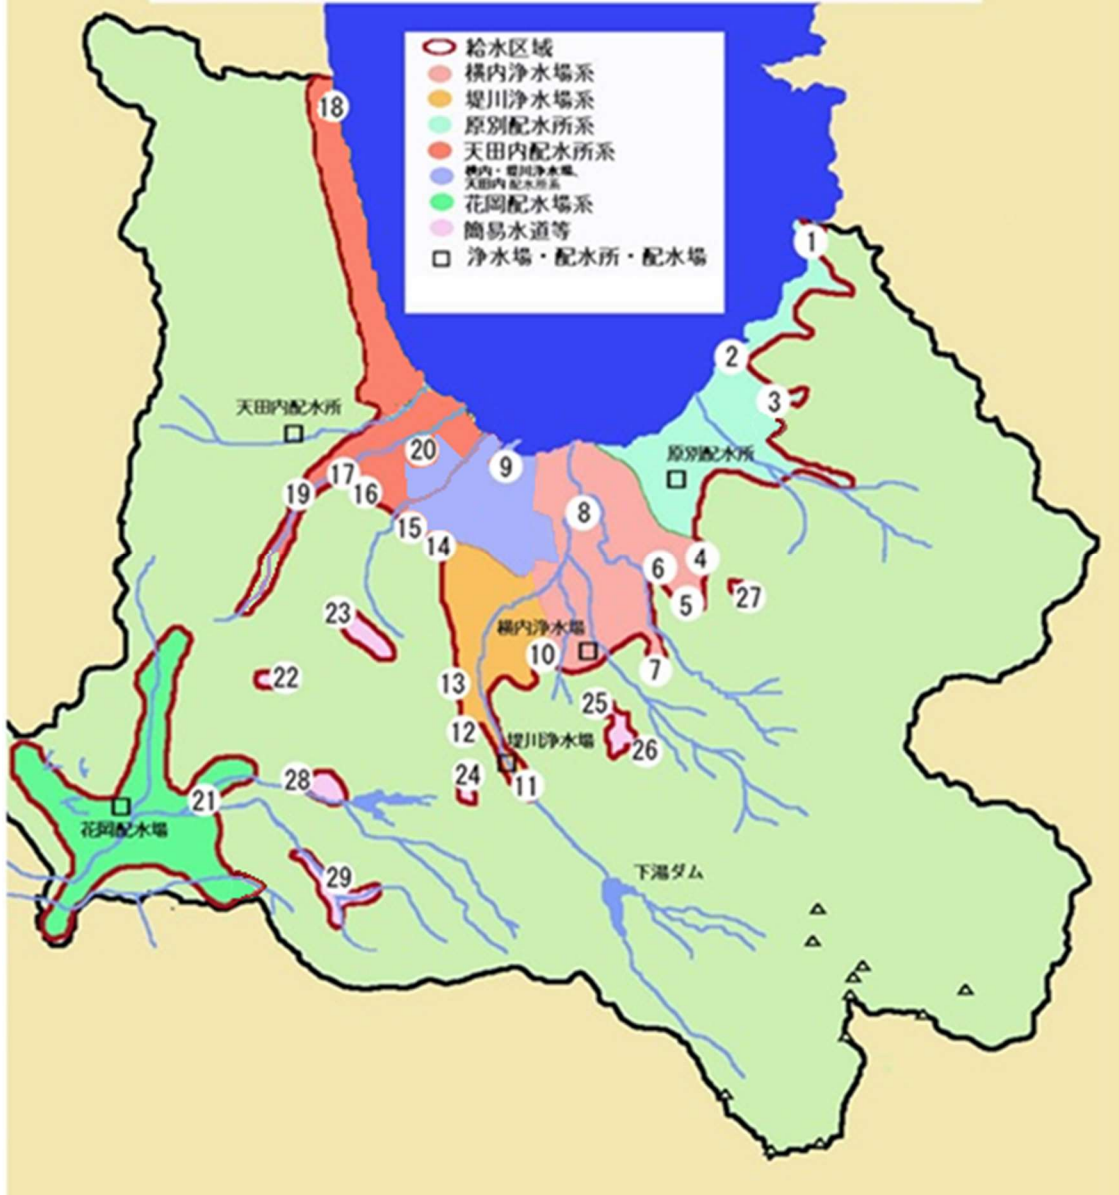 給水区域
横内浄水場系
堤川浄水場系
原別配水所系
天田内配水所系
横内・堤川浄水場、
天田内配水所系
花岡配水場系
簡易水道等
浄水場・配水所・配水場
18
1
2
3
天田内配水所
原別配水所
20
9
17
16
19
8
15
14
4
6
5
27
23
横内浄水場
10
7
22
13
25
12
堤川浄水場
26
24
28
11
21
花岡配水場
29
下湯ダム